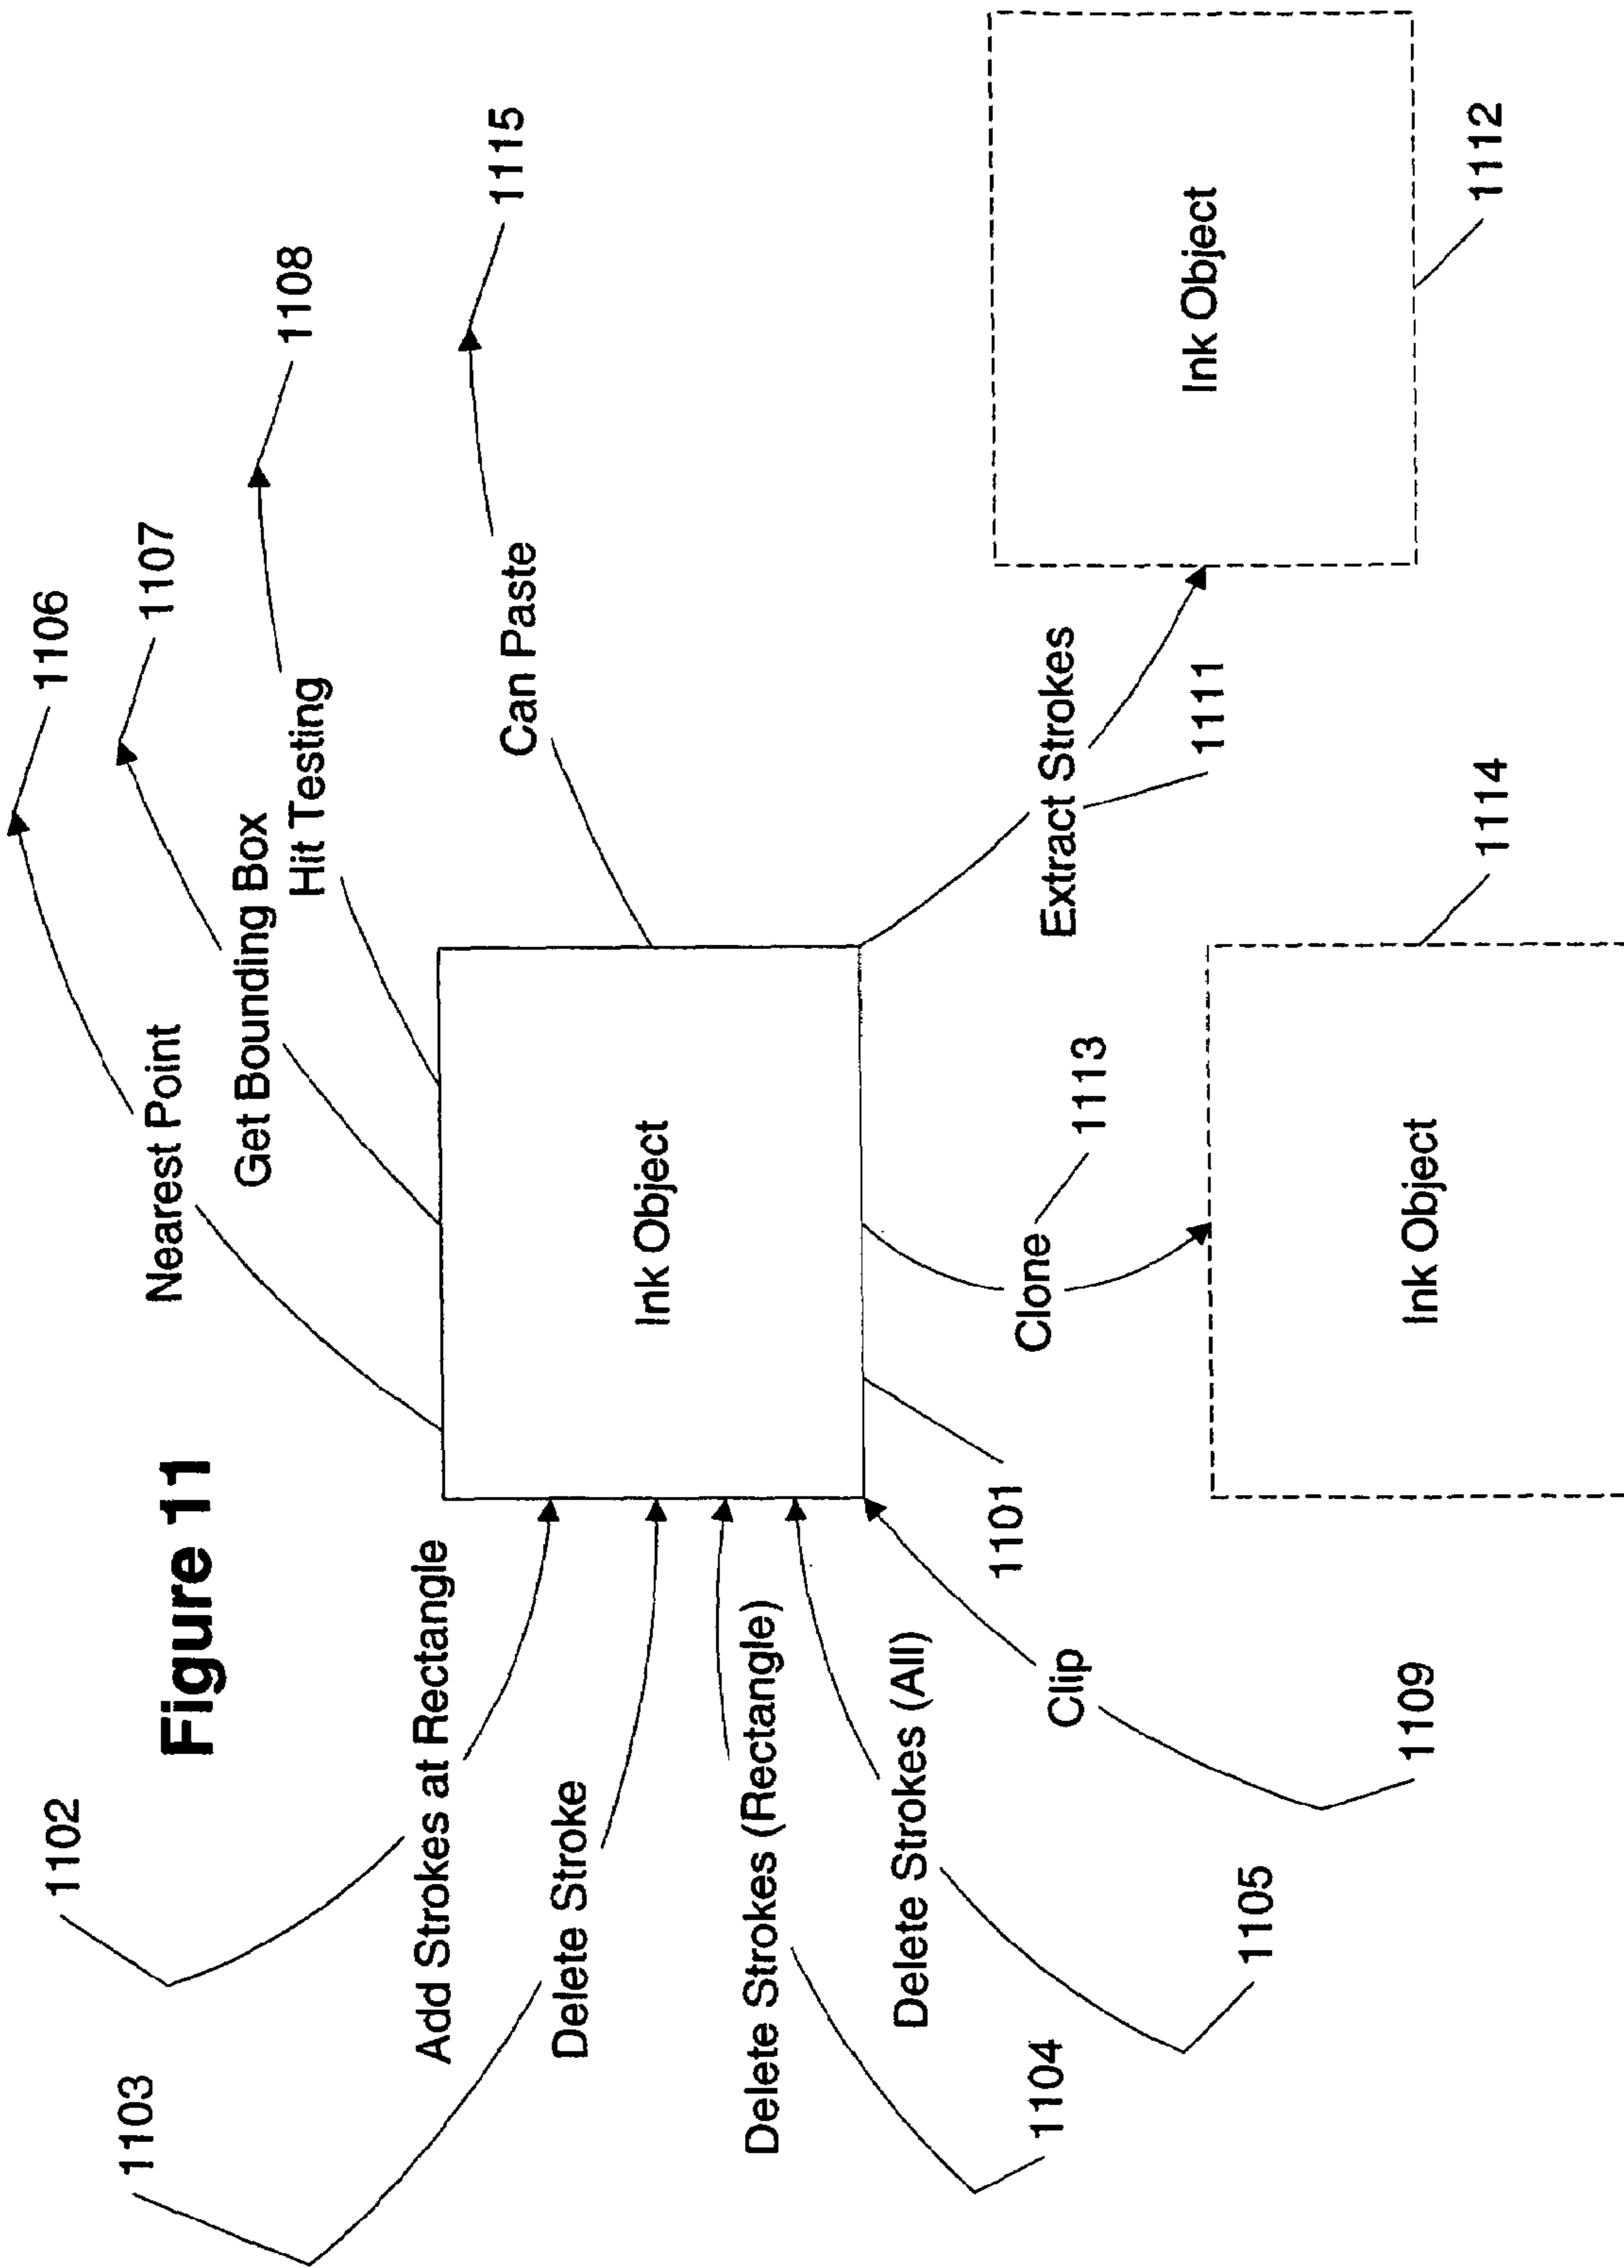 Figure 11
1102
1103
Add Strokes at Rectangle
Delete Stroke
Delete Strokes (Rectangle)
Delete Strokes (All)
1104
1105
Clip
1109
1101
Nearest Point
1106
Get Bounding Box
1107
Hit Testing
1108
Can Paste
1115
Ink Object
Extract Strokes
1111
Ink Object
1112
Clone
1113
Ink Object
1114